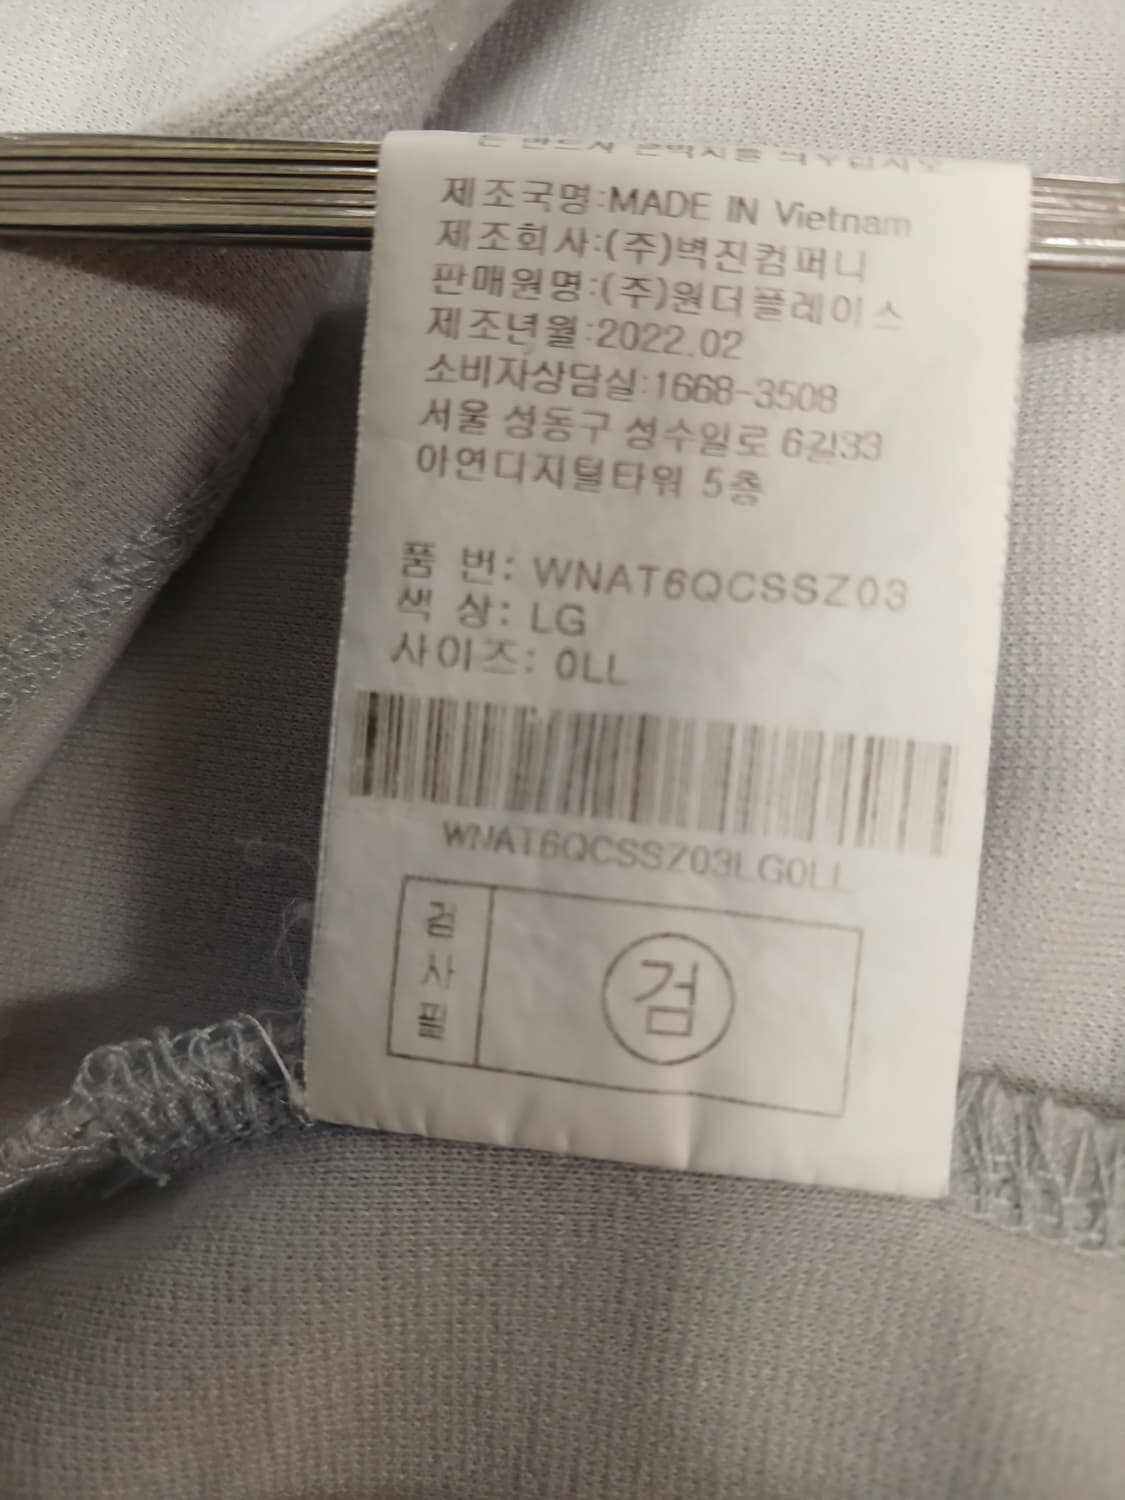 제조국명:MADE IN Vietnam
제조회사:(주)벽진컴퍼니
판매원명:(주)원더플레이스
제조년월:2022.02
소비자상담실:1668-3508
서울 성동구 성수일로 6길33
아연디지털타워 5층
품 번: WNAT6QCSSZ03
색 상: LG
사이즈: 0LL
WNAT6QCSSZ03LG0LL
검사필
검